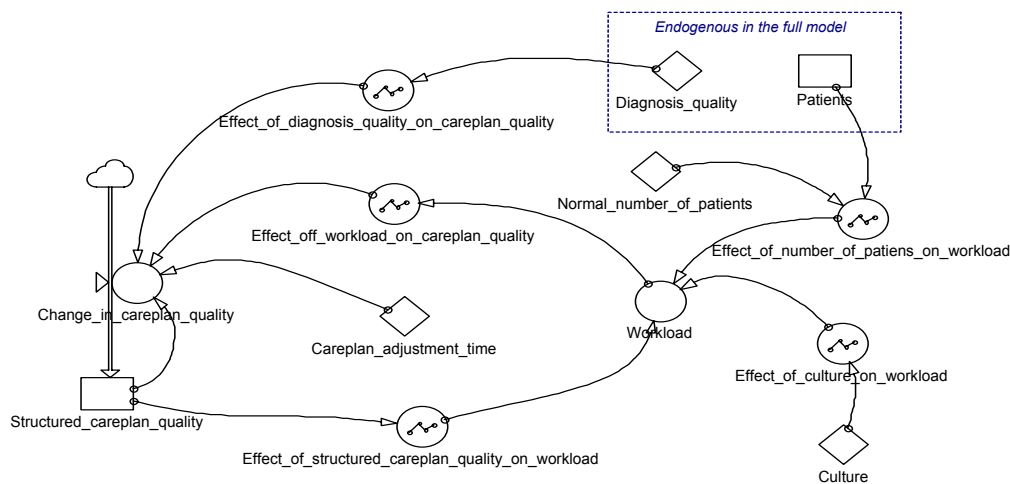 Endogenous in the full model
Diagnosis_quality
Patients
Effect_of_diagnosis_quality_on_careplan_quality
Normal_number_of_patients
Effect_off_workload_on_careplan_quality
Effect_of_number_of_patiens_on_workload
Change_in_careplan_quality
Workload
Careplan_adjustment_time
Effect_of_culture_on_workload
Structured_careplan_quality
Effect_of_structured_careplan_quality_on_workload
Culture